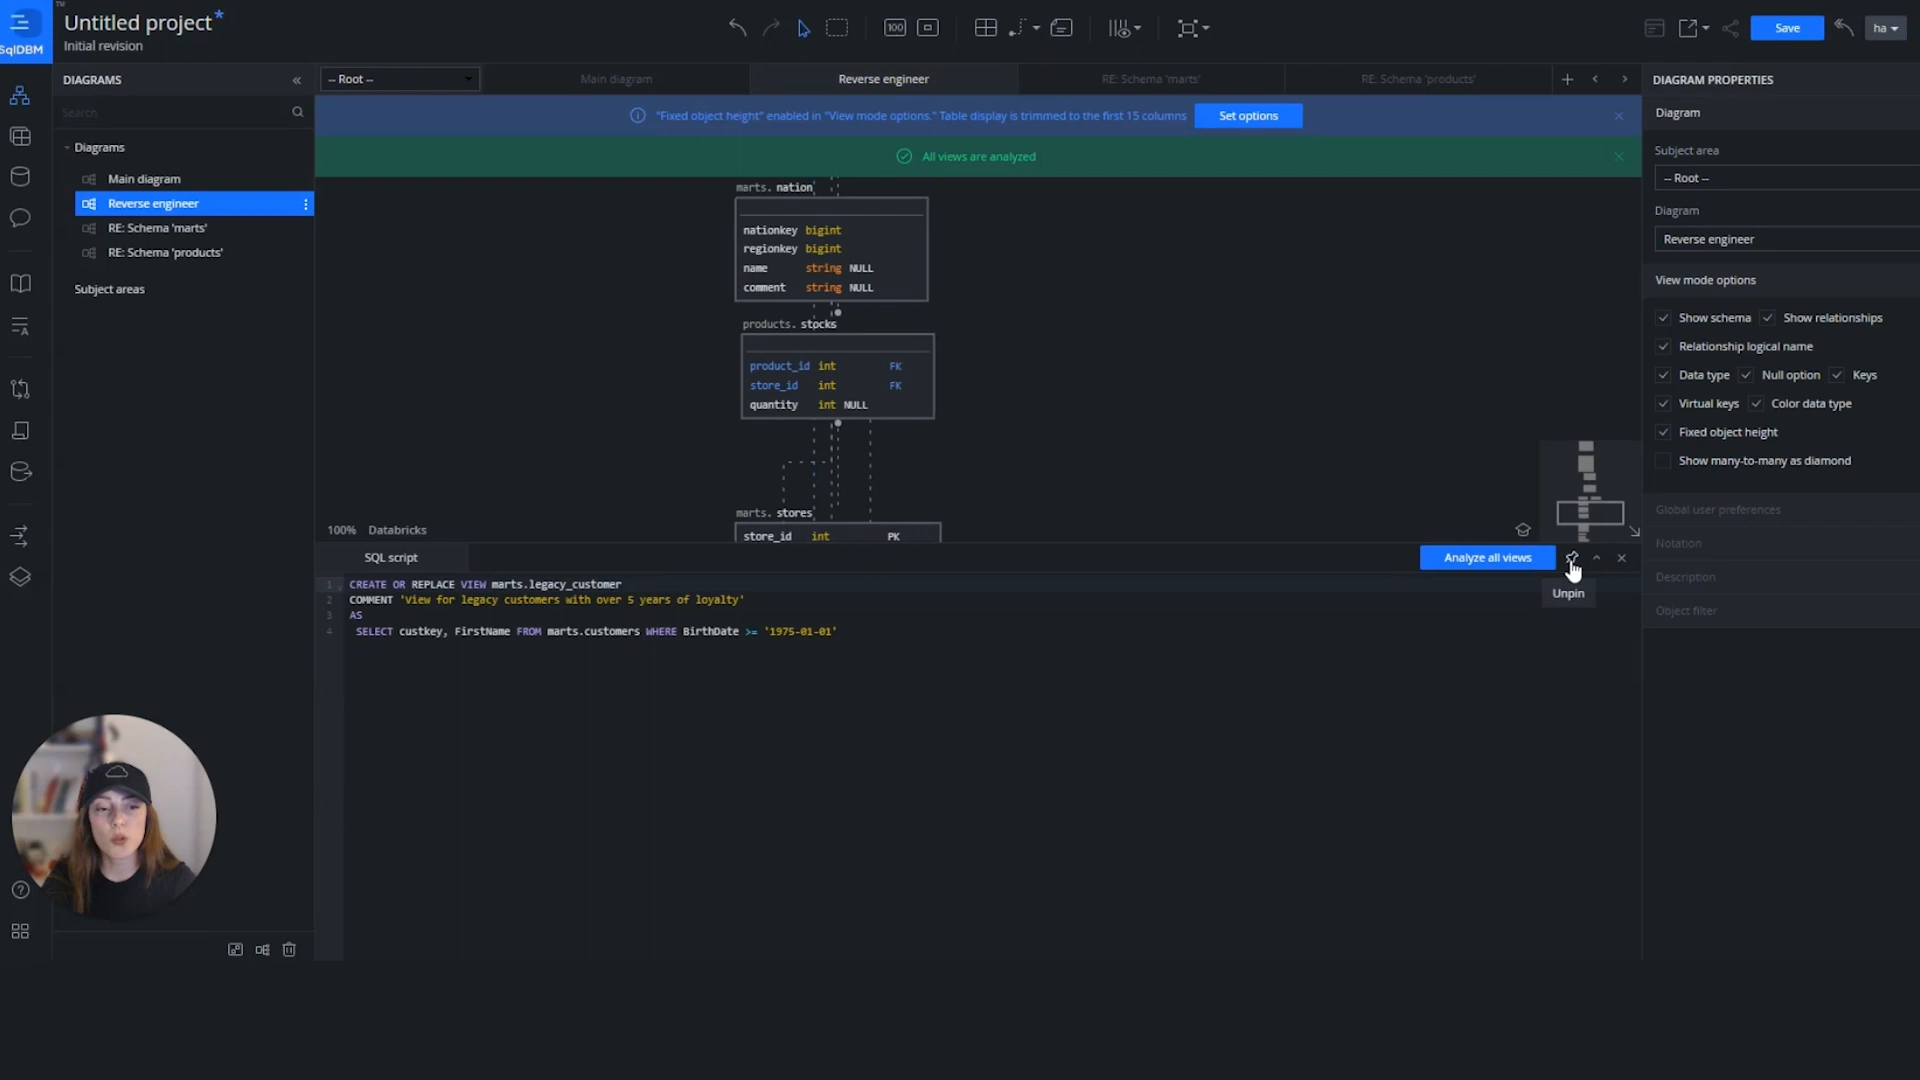 TM
SqlDBM
Untitled project*
Initial revision
100
Save
ha
DIAGRAMS
-- Root --
Main diagram
Reverse engineer
RE: Schema 'marts'
RE: Schema 'products'
DIAGRAM PROPERTIES
Search
"Fixed object height" enabled in "View mode options." Table display is trimmed to the first 15 columns
Set options
All views are analyzed
Diagrams
Main diagram
Reverse engineer
RE: Schema 'marts'
RE: Schema 'products'
Subject areas
marts. nation
nationkey bigint
regionkey bigint
name string NULL
comment string NULL
products. stocks
product_id int FK
store_id int FK
quantity int NULL
marts. stores
store_id int PK
100% Databricks
Diagram
Subject area
-- Root --
Diagram
Reverse engineer
View mode options
Show schema Show relationships
Relationship logical name
Data type Null option Keys
Virtual keys Color data type
Fixed object height
Show many-to-many as diamond
Global user preferences
Notation
Description
Object filter
SQL script
Analyze all views
Unpin
1 CREATE OR REPLACE VIEW marts.legacy_customer
2 COMMENT 'View for legacy customers with over 5 years of loyalty'
3 AS
4 SELECT custkey, FirstName FROM marts.customers WHERE BirthDate >= '1975-01-01'